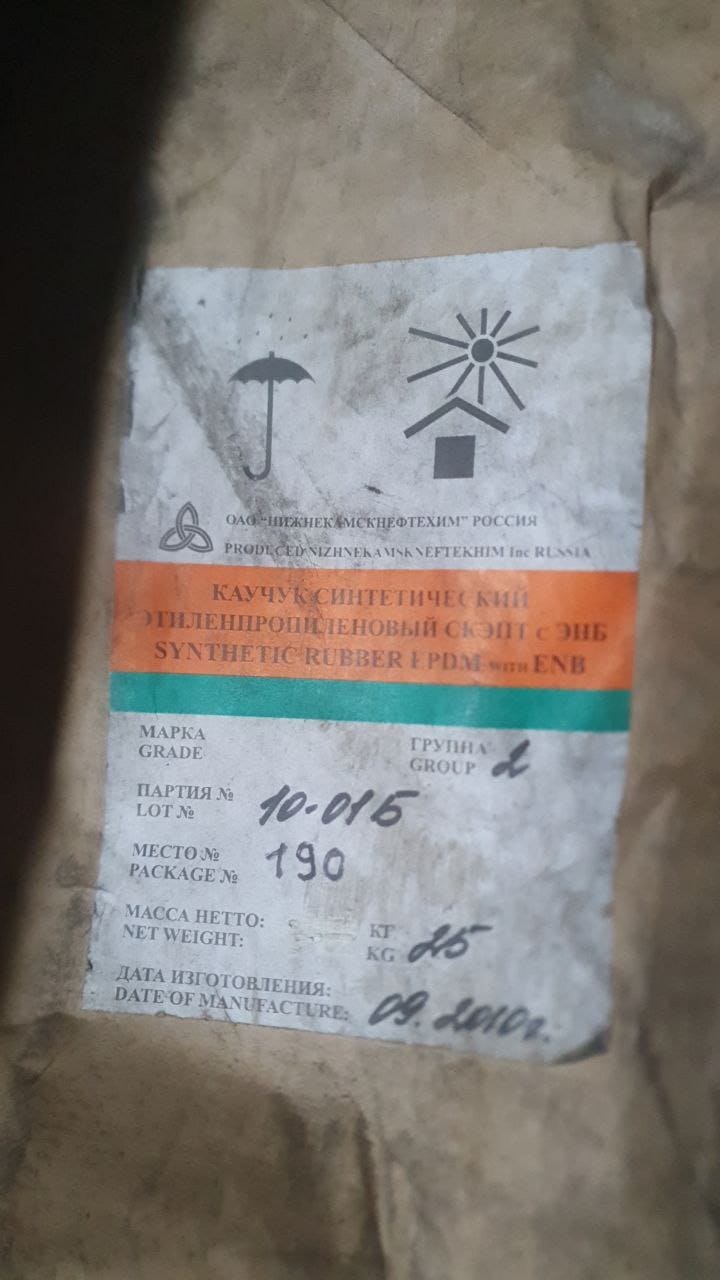 ОАО "НИЖНЕКАМСКНЕФТЕХИМ" РОССИЯ
PRODUCED NIZHNEKAMSKNEFTEKHIM Inc RUSSIA
КАУЧУК СИНТЕТИЧЕСКИЙ
ЭТИЛЕНПРОПИЛЕНОВЫЙ СКЭПТ с ЭНБ
SYNTHETIC RUBBER EPDM WITH ENB
МАРКА
GRADE
ГРУППА
GROUP 2
ПАРТИЯ №
LOT № 10-015
МЕСТО №
PACKAGE № 190
МАССА НЕТТО: КГ
NET WEIGHT: KG 25
ДАТА ИЗГОТОВЛЕНИЯ:
DATE OF MANUFACTURE: 09.2010г.